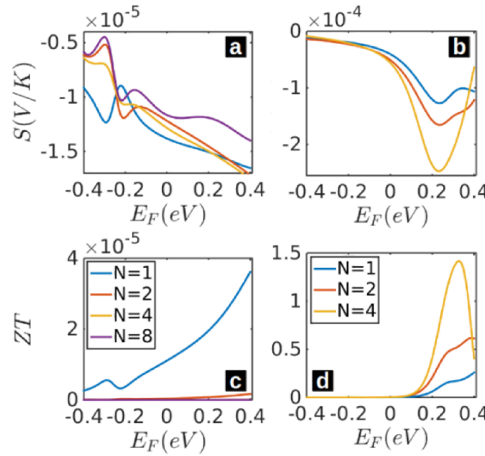 ×10⁻⁵
-0.5
-1
-1.5
S(V/K)
a
-0.4 -0.2 0 0.2 0.4
E_F(eV)
×10⁻⁴
0
-1
-2
b
-0.4 -0.2 0 0.2 0.4
E_F(eV)
×10⁻⁵
4
2
0
ZT
N=1
N=2
N=4
N=8
c
-0.4 -0.2 0 0.2 0.4
E_F(eV)
1.5
1
0.5
0
N=1
N=2
N=4
d
-0.4 -0.2 0 0.2 0.4
E_F(eV)